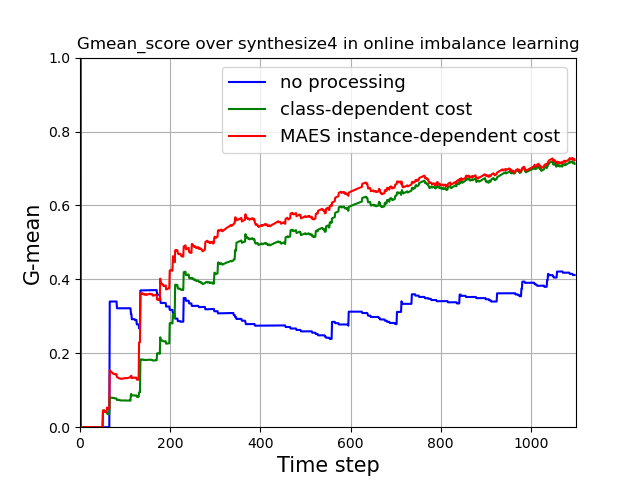 Gmean_score over synthesize4 in online imbalance learning
no processing
class-dependent cost
MAES instance-dependent cost
G-mean
1.0
0.8
0.6
0.4
0.2
0.0
0 200 400 600 800 1000
Time step